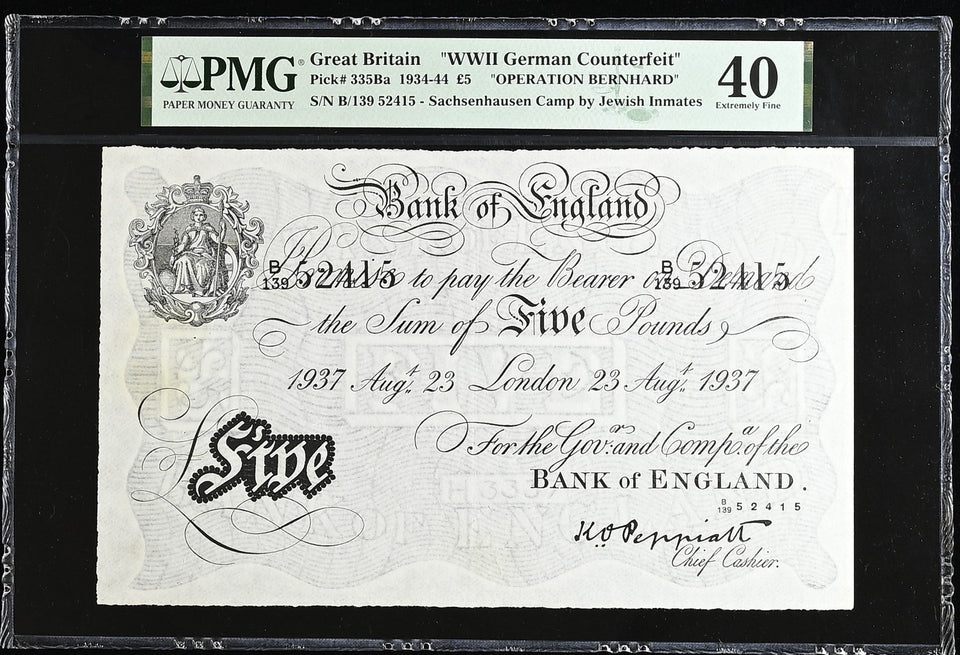 PMG® Great Britain "WWII German Counterfeit" 40
PAPER MONEY GUARANTY Pick# 335Ba 1934-44 £5 "OPERATION BERNHARD" Extremely Fine
S/N B/139 52415 - Sachsenhausen Camp by Jewish Inmates
Bank of England
I Promise to pay the Bearer on Demand
B/139 52415 B/139 52415
the Sum of Five Pounds
1937 Augt. 23 London 23 Augt. 1937
For the Govr. and Compa. of the
BANK of ENGLAND.
£Five
B/139 52415
K.O. Peppiatt
Chief Cashier.